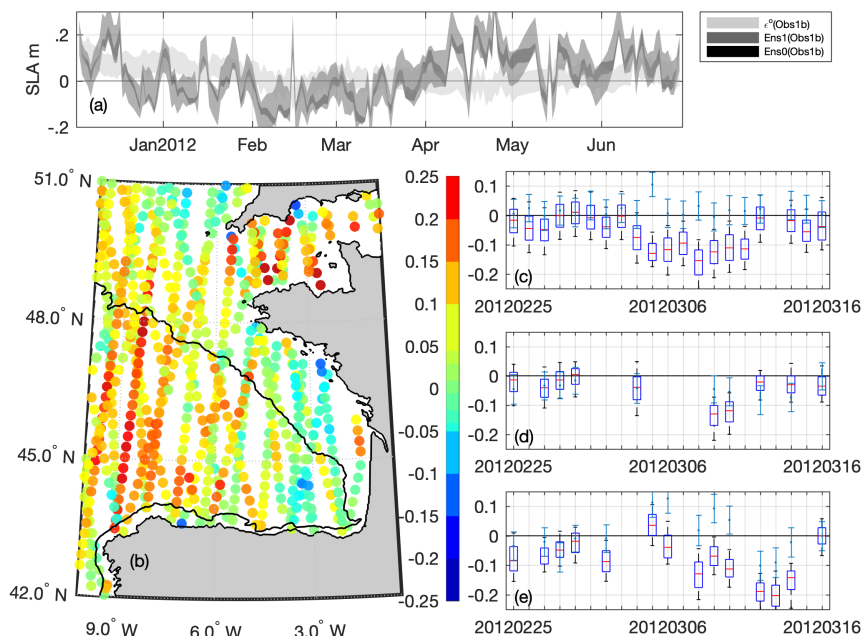 SLA m
.2
0
-.2
(a)
Jan2012 Feb Mar Apr May Jun
ϵ°(Obs1b)
Ens1(Obs1b)
Ens0(Obs1b)
51.0° N
48.0° N
45.0° N
42.0° N
9.0° W 6.0° W 3.0° W
(b)
0.25
0.20
0.15
0.10
0.05
0
-0.05
-0.1
-0.15
-0.20
-0.25
0.1
0
-0.1
-0.2
(c)
20120225 20120306 20120316
0.1
0
-0.1
-0.2
(d)
20120225 20120306 20120316
0.1
0
-0.1
-0.2
(e)
20120225 20120306 20120316